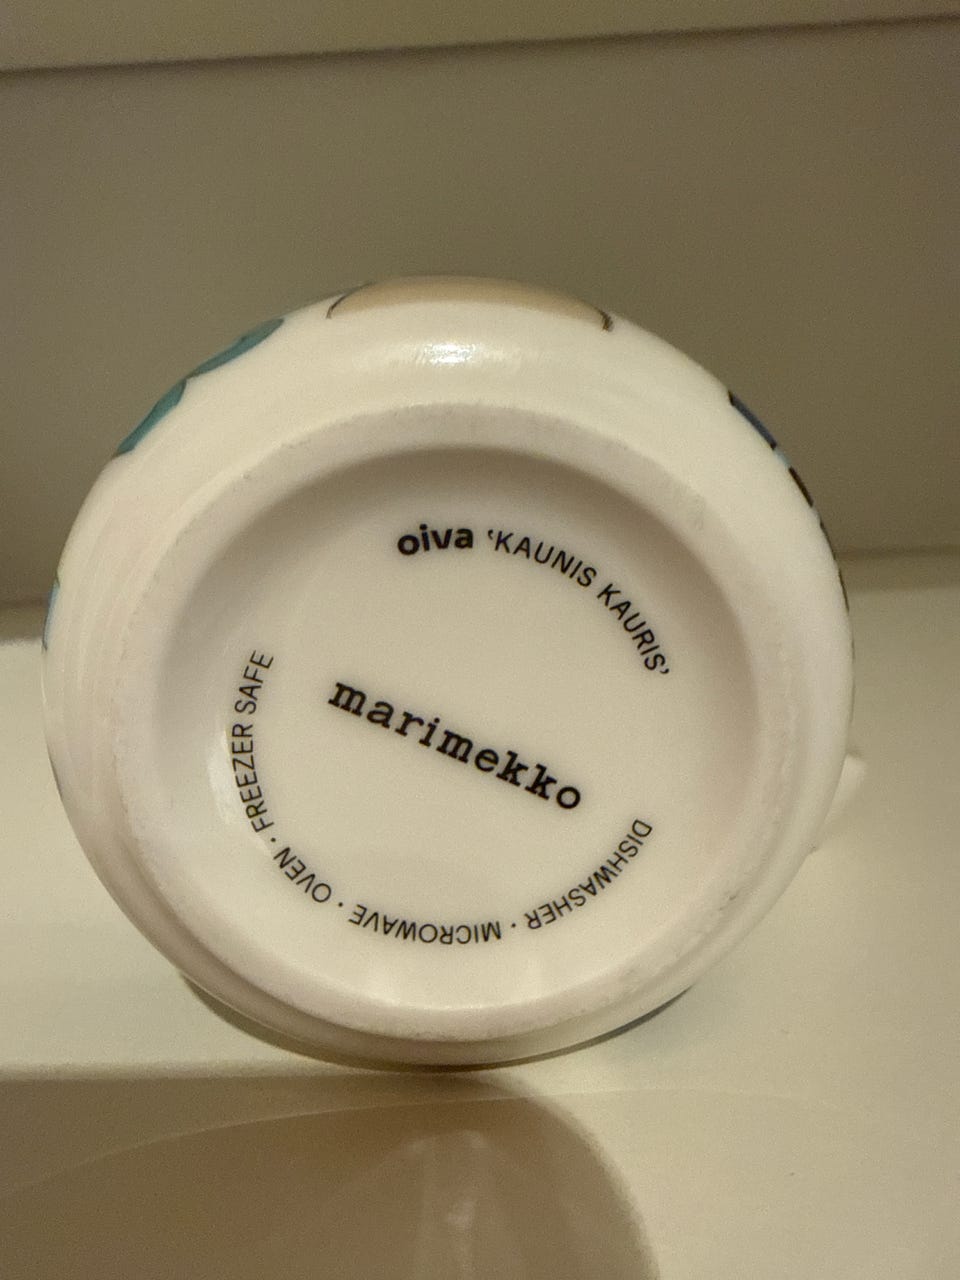 oiva ‘KAUNIS KAURIS’
marimekko
DISHWASHER · MICROWAVE · OVEN · FREEZER SAFE